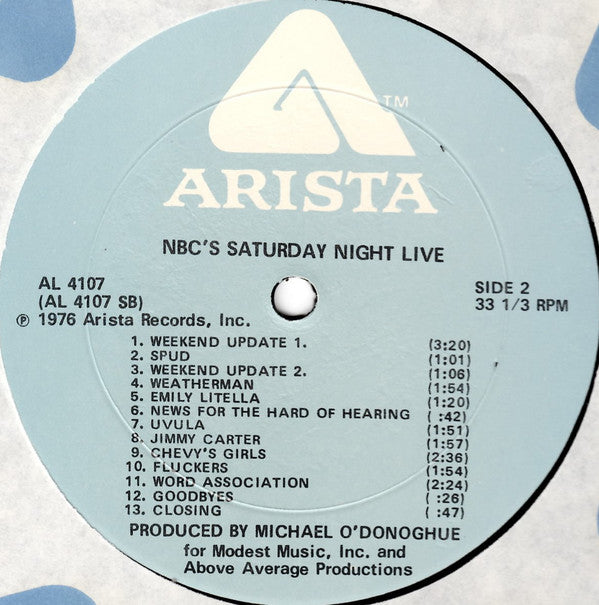 TM
ARISTA
NBC'S SATURDAY NIGHT LIVE
AL 4107 SIDE 2
(AL 4107 SB) 33 1/3 RPM
℗ 1976 Arista Records, Inc.
1. WEEKEND UPDATE 1. (3:20)
2. SPUD (1:01)
3. WEEKEND UPDATE 2. (1:06)
4. WEATHERMAN (1:54)
5. EMILY LITELLA (1:20)
6. NEWS FOR THE HARD OF HEARING ( :42)
7. UVULA (1:51)
8. JIMMY CARTER (1:57)
9. CHEVY'S GIRLS (2:36)
10. FLUCKERS (1:54)
11. WORD ASSOCIATION (2:24)
12. GOODBYES ( :26)
13. CLOSING ( :47)
PRODUCED BY MICHAEL O'DONOGHUE
for Modest Music, Inc. and
Above Average Productions